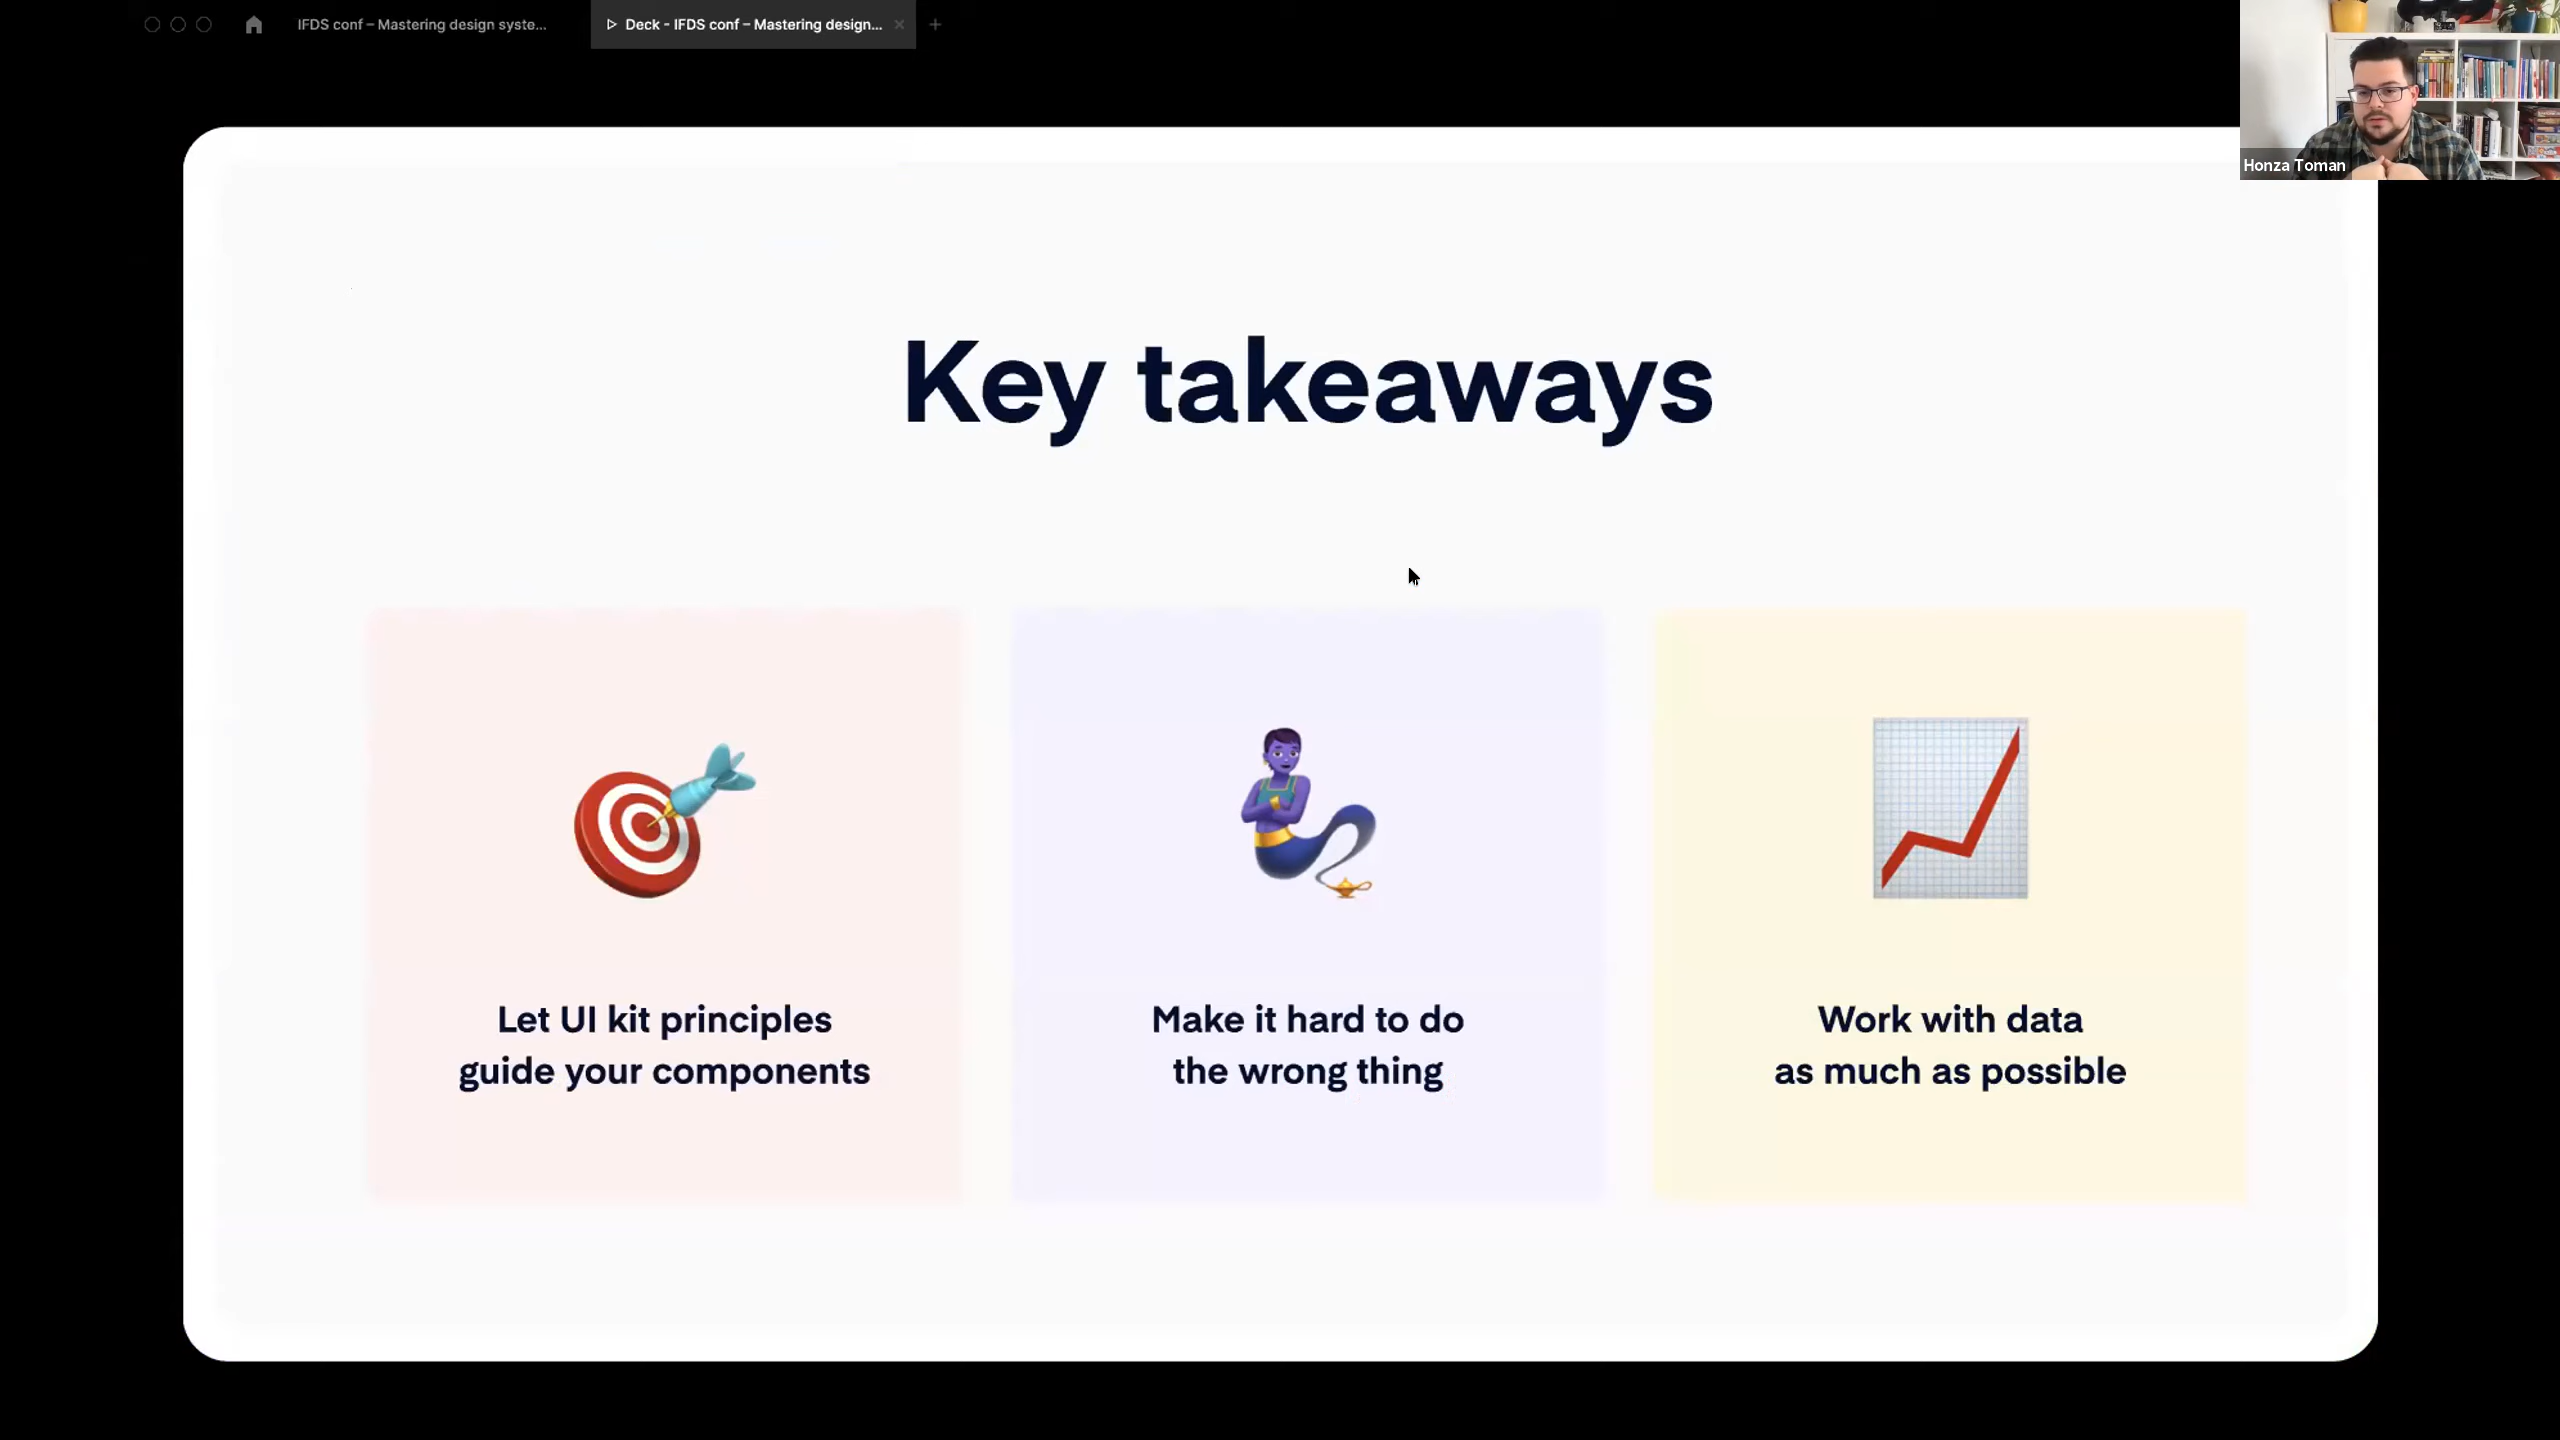 IFDS conf – Mastering design syste...
Deck - IFDS conf – Mastering design...
Honza Toman
Key takeaways
Let UI kit principles
guide your components
Make it hard to do
the wrong thing
Work with data
as much as possible